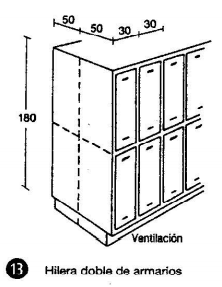 50 50 30 30
180
Ventilación
13 Hilera doble de armarios